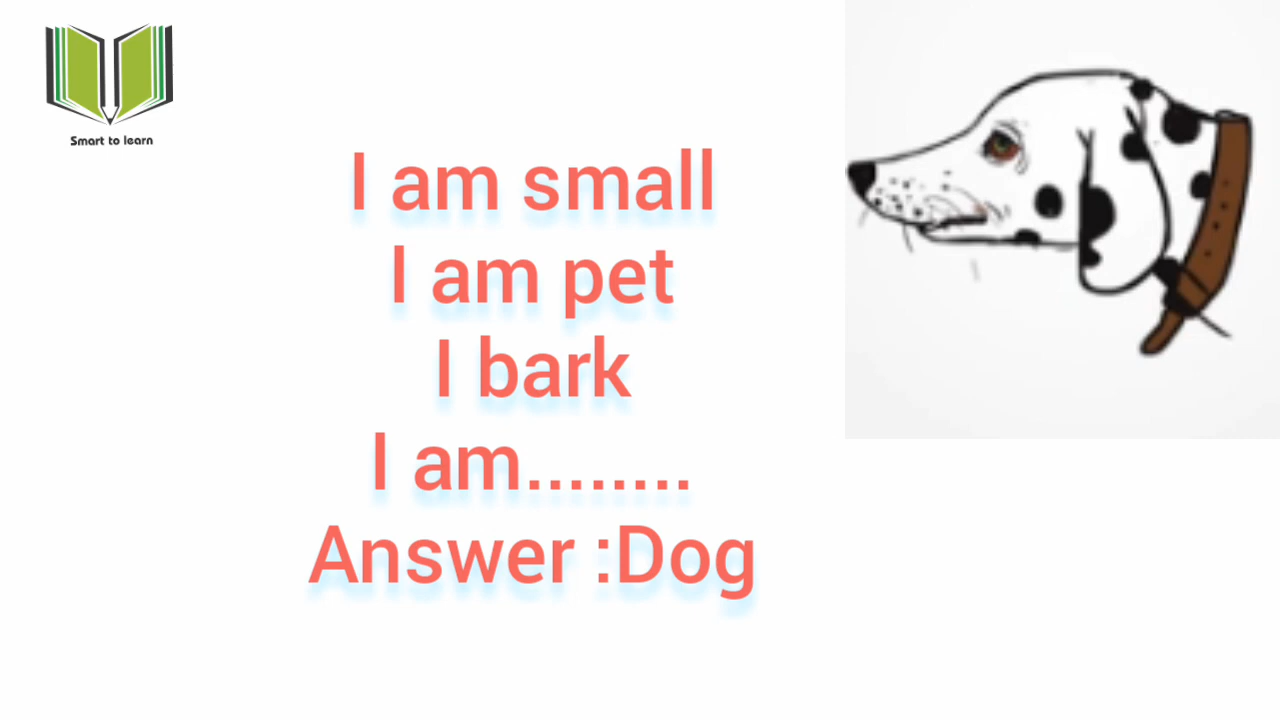 Smart to learn
I am small
I am pet
I bark
I am........
Answer :Dog